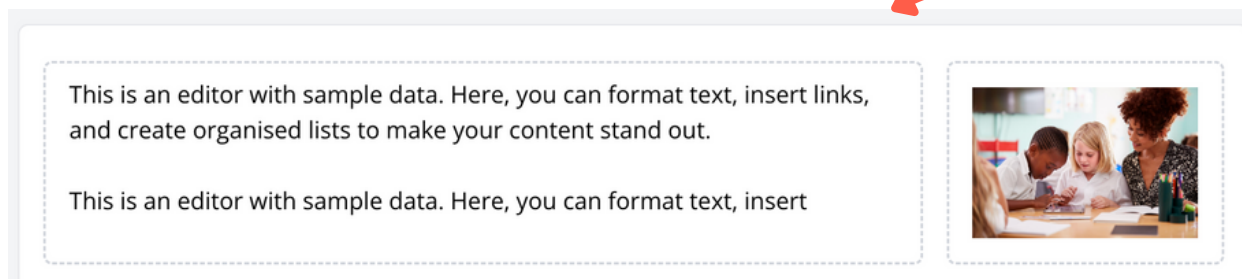 This is an editor with sample data. Here, you can format text, insert links,
and create organised lists to make your content stand out.
This is an editor with sample data. Here, you can format text, insert